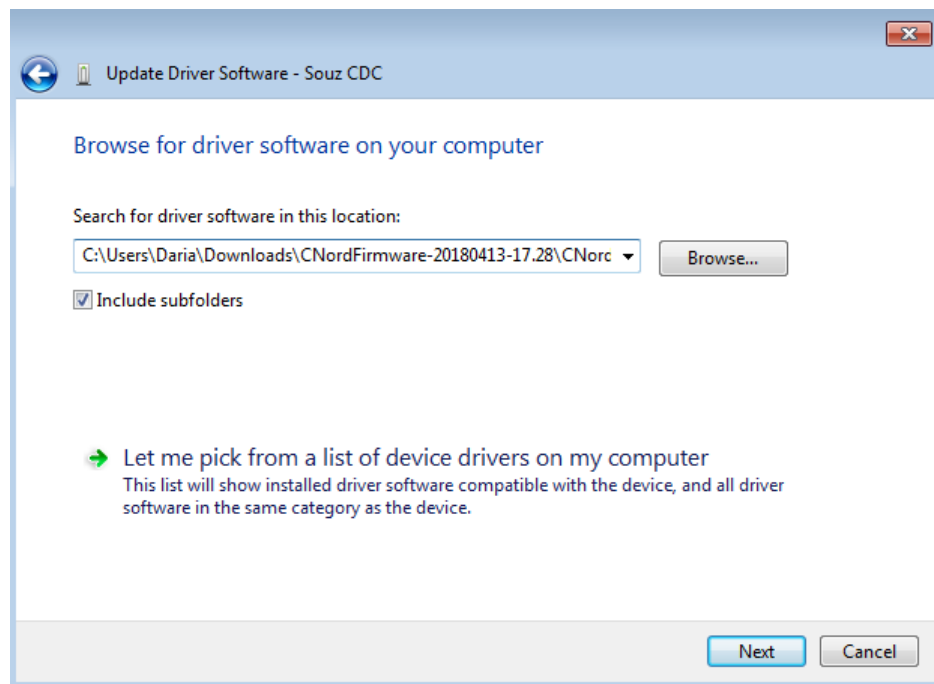 Update Driver Software - Souz CDC
Browse for driver software on your computer
Search for driver software in this location:
C:\Users\Daria\Downloads\CNordFirmware-20180413-17.28\CNorc
Browse...
Include subfolders
Let me pick from a list of device drivers on my computer
This list will show installed driver software compatible with the device, and all driver
software in the same category as the device.
Next
Cancel